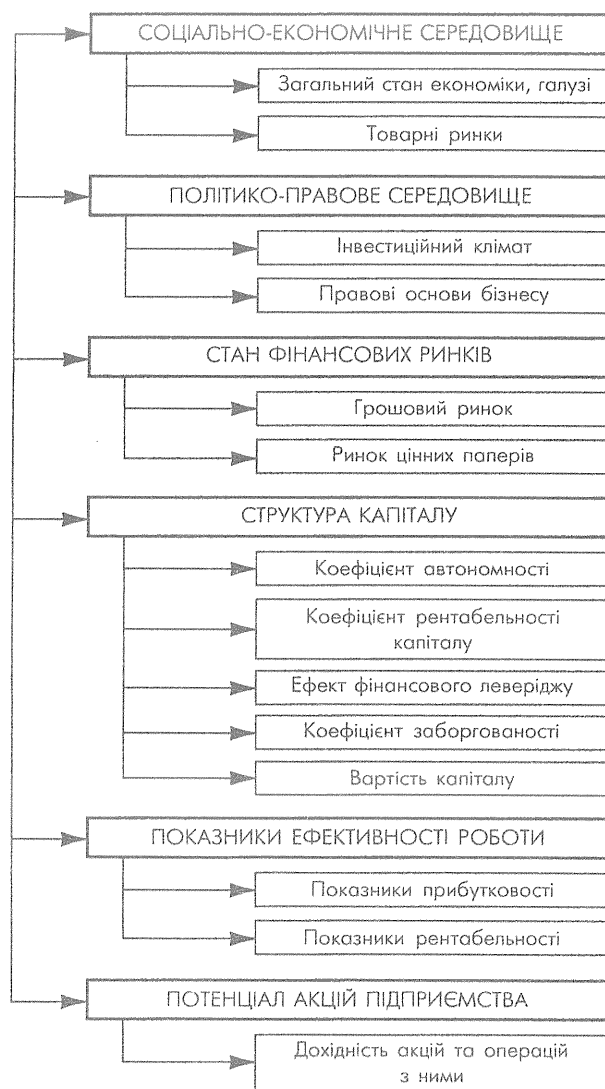 СОЦІАЛЬНО-ЕКОНОМІЧНЕ СЕРЕДОВИЩЕ
Загальний стан економіки, галузі
Товарні ринки
ПОЛІТИКО-ПРАВОВЕ СЕРЕДОВИЩЕ
Інвестиційний клімат
Правові основи бізнесу
СТАН ФІНАНСОВИХ РИНКІВ
Грошовий ринок
Ринок цінних паперів
СТРУКТУРА КАПІТАЛУ
Коефіцієнт автономності
Коефіцієнт рентабельності
капіталу
Ефект фінансового леверіджу
Коефіцієнт заборгованості
Вартість капіталу
ПОКАЗНИКИ ЕФЕКТИВНОСТІ РОБОТИ
Показники прибутковості
Показники рентабельності
ПОТЕНЦІАЛ АКЦІЙ ПІДПРИЄМСТВА
Дохідність акцій та операцій
з ними